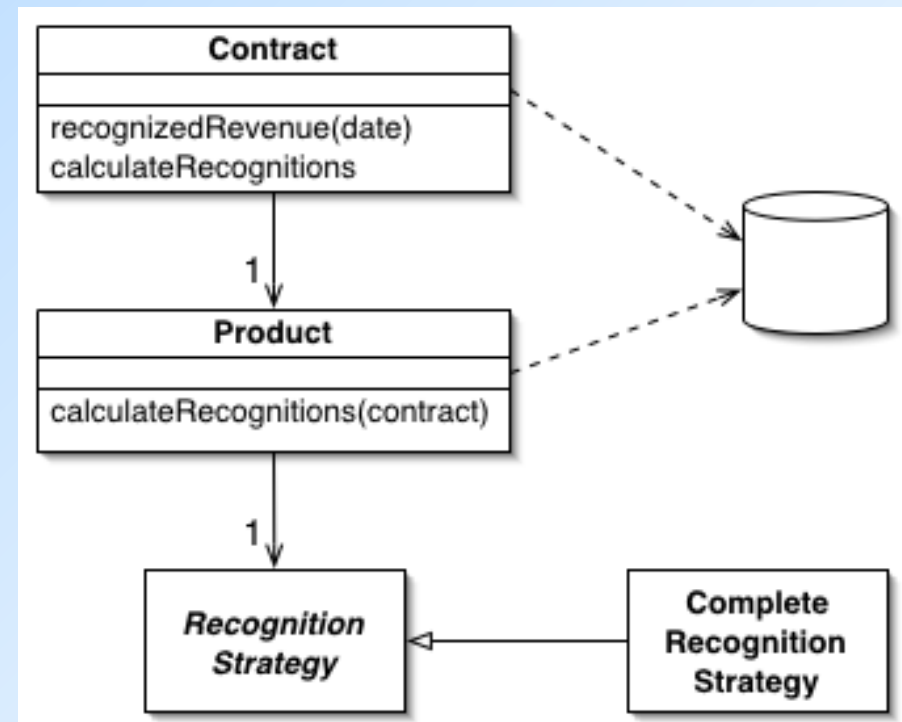 Contract
recognizedRevenue(date)
calculateRecognitions
1
Product
calculateRecognitions(contract)
1
Recognition
Strategy
Complete
Recognition
Strategy